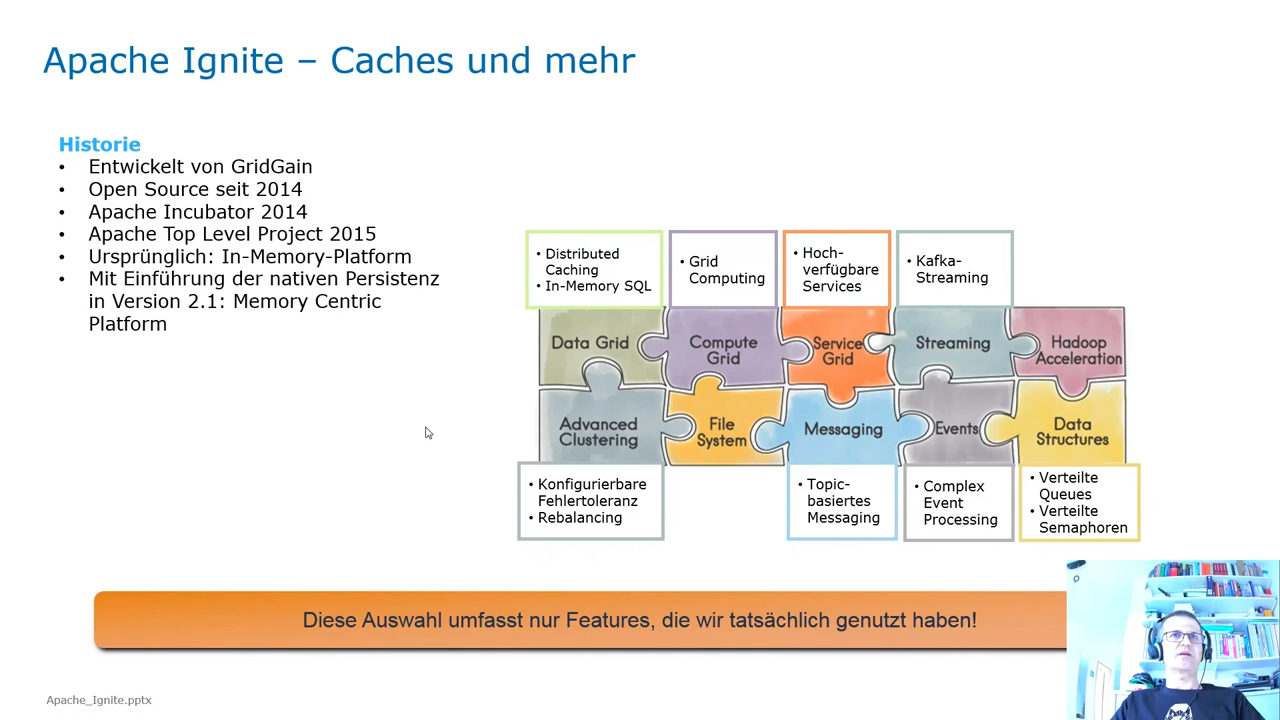 Apache Ignite – Caches und mehr
Historie
• Entwickelt von GridGain
• Open Source seit 2014
• Apache Incubator 2014
• Apache Top Level Project 2015
• Ursprünglich: In-Memory-Plattform
• Mit Einführung der nativen Persistenz
in Version 2.1: Memory Centric
Platform
• Distributed
Caching
• In-Memory SQL
• Grid
Computing
• Hoch-
verfügbare
Services
• Kafka-
Streaming
Data Grid
Compute
Grid
Service
Grid
Streaming
Hadoop
Acceleration
Advanced
Clustering
File
System
Messaging
Events
Data
Structures
• Konfigurierbare
Fehlertoleranz
• Rebalancing
• Topic-
basiertes
Messaging
• Complex
Event
Processing
• Verteilte
Queues
• Verteilte
Semaphoren
Diese Auswahl umfasst nur Features, die wir tatsächlich genutzt haben!
Apache_Ignite.pptx